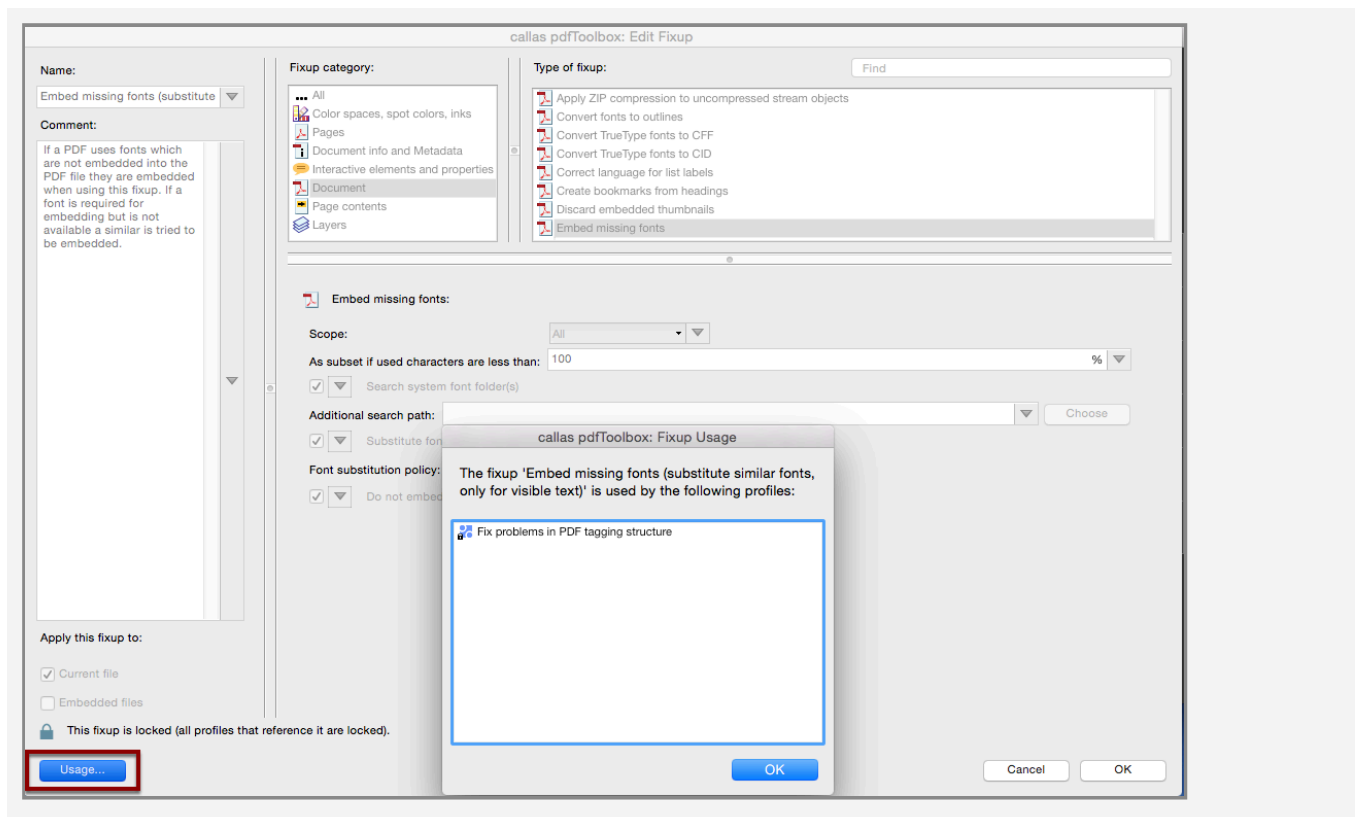 callas pdfToolbox: Edit Fixup
Name:
Embed missing fonts (substitute
Comment:
If a PDF uses fonts which
are not embedded into the
PDF file they are embedded
when using this fixup. If a
font is required for
embedding but is not
available a similar is tried to
be embedded.
Apply this fixup to:
Current file
Embedded files
This fixup is locked (all profiles that reference it are locked).
Usage...
Fixup category:
All
Color spaces, spot colors, inks
Pages
Document info and Metadata
Interactive elements and properties
Document
Page contents
Layers
Type of fixup:
Find
Apply ZIP compression to uncompressed stream objects
Convert fonts to outlines
Convert TrueType fonts to CFF
Convert TrueType fonts to CID
Correct language for list labels
Create bookmarks from headings
Discard embedded thumbnails
Embed missing fonts
Embed missing fonts:
Scope: All
As subset if used characters are less than: 100 %
Search system font folder(s)
Additional search path: Choose
Substitute fon
Font substitution policy:
Do not embed
callas pdfToolbox: Fixup Usage
The fixup 'Embed missing fonts (substitute similar fonts,
only for visible text)' is used by the following profiles:
Fix problems in PDF tagging structure
OK
Cancel OK